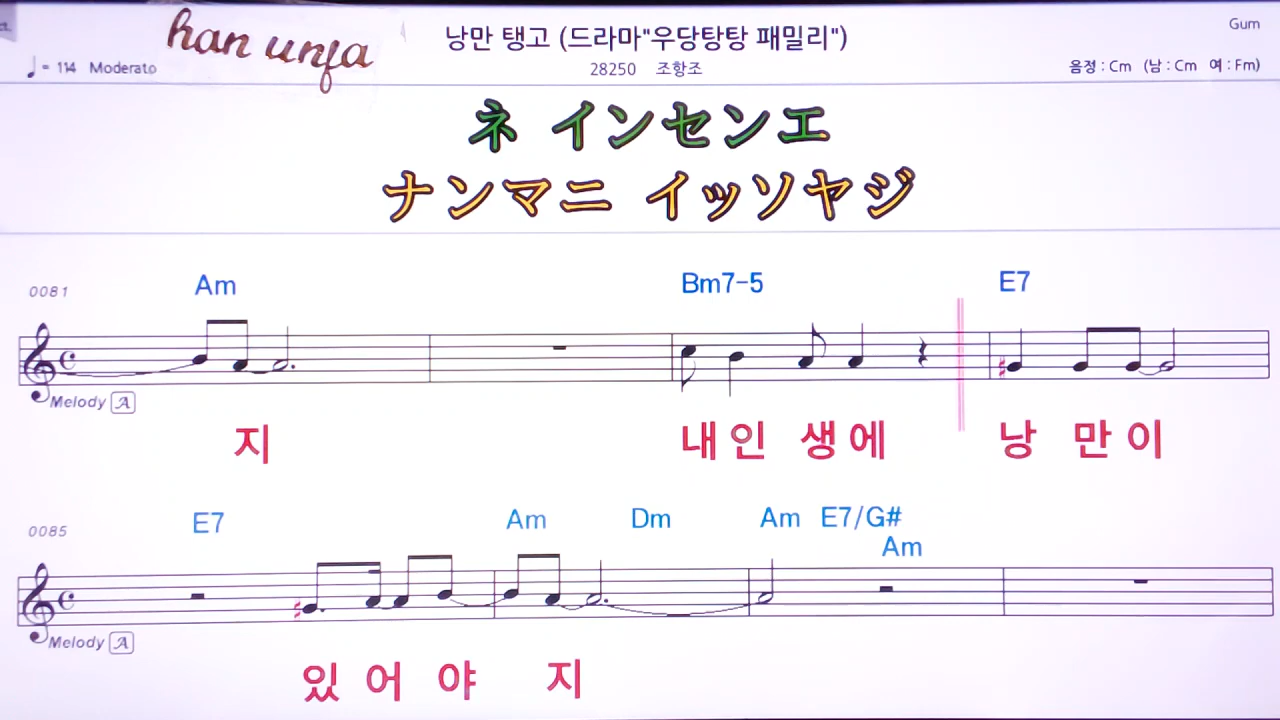 han unfa
낭만 탱고 (드라마"우당탕탕 패밀리")
Gum
♩= 114 Moderato
28250 조항조
음정 : Cm (남 : Cm 여 : Fm)
ネ インセンエ
ナンマニ イッソヤジ
0081 Am Bm7-5 E7
Melody A
지 내 인 생 에 낭 만 이
0085 E7 Am Dm Am E7/G#
Am
Melody A
있 어 야 지